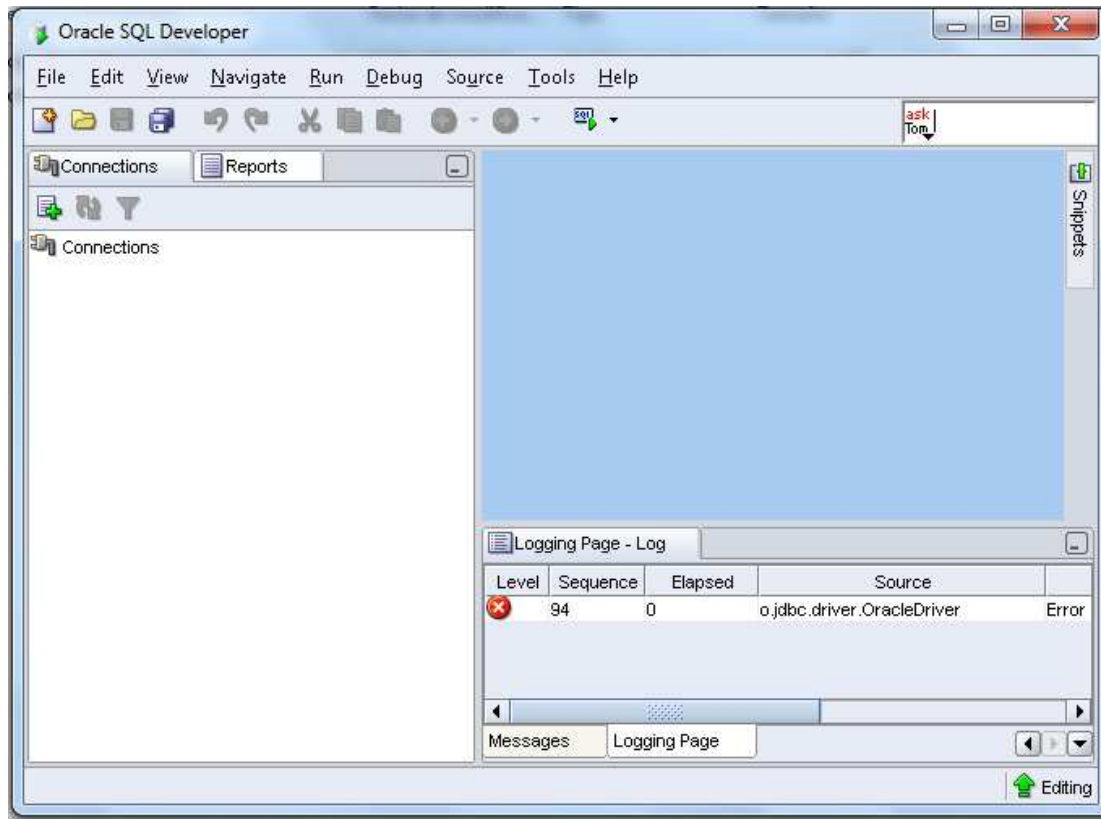 Oracle SQL Developer
File Edit View Navigate Run Debug Source Tools Help
SQL
ask
Tom
Connections Reports
Connections
Snippets
Logging Page - Log
Level Sequence Elapsed Source
94 0 o.jdbc.driver.OracleDriver Error
Messages Logging Page
Editing